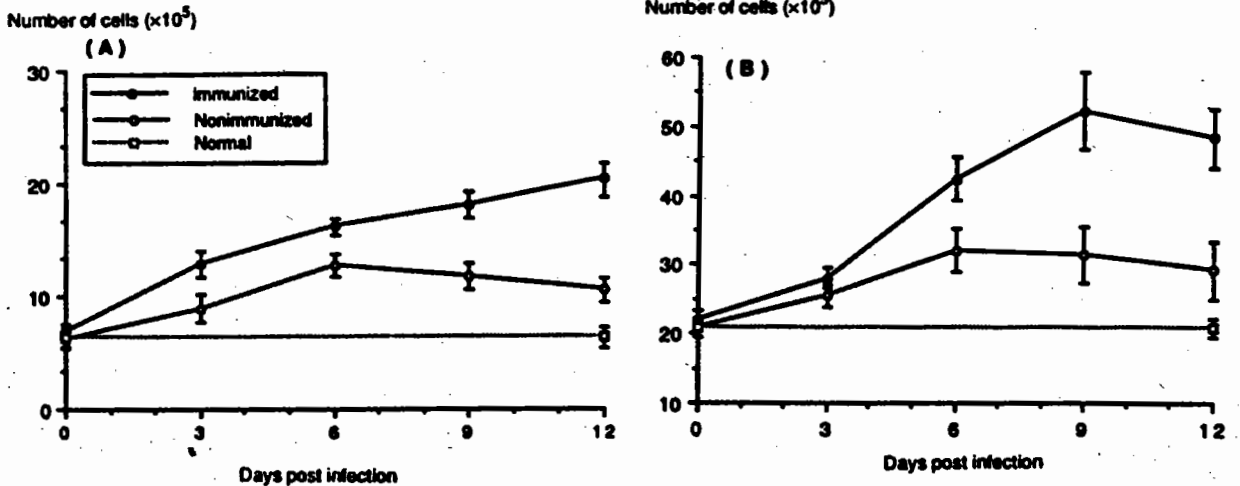 Number of cells (×10⁵)
(A)
30
20
10
0
Immunized
Nonimmunized
Normal
0 3 6 9 12
Days post infection
Number of cells
(B)
60
50
40
30
20
10
0 3 6 9 12
Days post infection